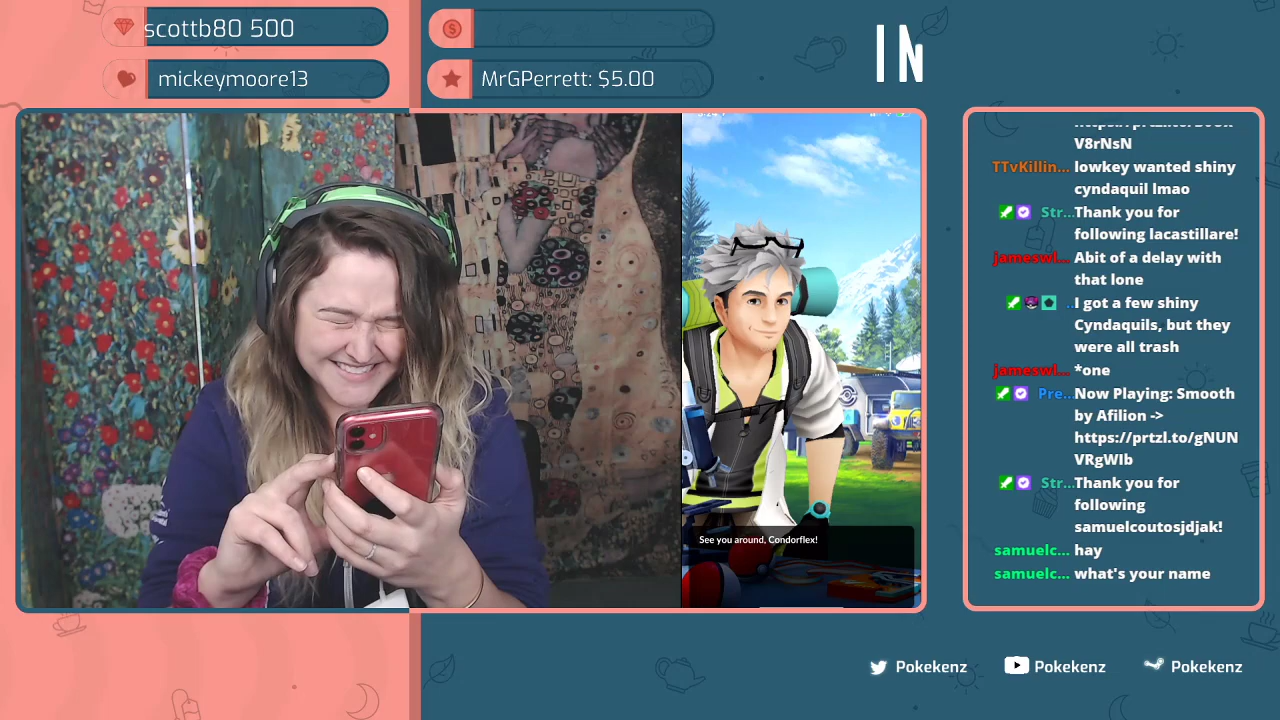 scottb80 500
mickeymoore13
MrGPerrett: $5.00
IN
V8rNsN
TTvKillin... lowkey wanted shiny
cyndaquil lmao
Str... Thank you for
following lacastillare!
jameswl... Abit of a delay with
that lone
.. I got a few shiny
Cyndaquils, but they
were all trash
jameswl... *one
Pre... Now Playing: Smooth
by Afilion ->
https://prtzl.to/gNUN
VRgWIb
Str... Thank you for
following
samuelcoutosjdjak!
samuelc... hay
samuelc... what's your name
See you around, Condorflex!
Pokekenz
Pokekenz
Pokekenz